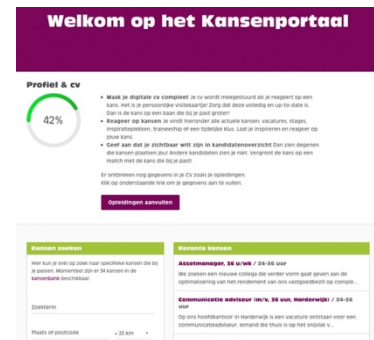 Welkom op het Kansenportaal
Profiel & cv
42%
Maak je digitale cv compleet Je cv wordt meegestuurd als je reageert op een
kans. Het is je persoonlijke visitekaartje! Zorg dat deze volledig en up-to-date is.
Dan is de kans op een baan die bij je past groter!
Reageer op kansen Je vindt hieronder alle actuele kansen: vacatures, stages,
inspiratieplekken, traineeship of een tijdelijke klus. Laat je inspireren en reageer op
jouw kans.
Geef aan dat je zichtbaar wilt zijn in kandidatenoverzicht Dan zien degenen
die kansen plaatsen jou! Andere kandidaten zien je niet. Vergroot de kans op een
match met de kans die bij je past!
Er ontbreken nog gegevens in je CV zoals je opleidingen.
Klik op onderstaande link om je gegevens aan te vullen.
Opleidingen aanvullen
Kansen zoeken
Hier kun je snel op zoek naar specifieke kansen die bij
je passen. Momenteel zijn er 34 kansen in de
kansenbank beschikbaar.
Zoekterm
Plaats of postcode
< 25 km
Recente kansen
Assetmanager, 36 u/wk / 24-36 uur
We zoeken een nieuwe collega die verder vorm gaat geven aan de
optimalisering van het rendement van ons vastgoedbezit op comple...
Communicatie adviseur (m/v, 36 uur, Harderwijk) / 24-36
uur
Op ons hoofdkantoor in Harderwijk is een vacature ontstaan voor een
communicatieadviseur. Iemand die thuis is op het snijvlak v...